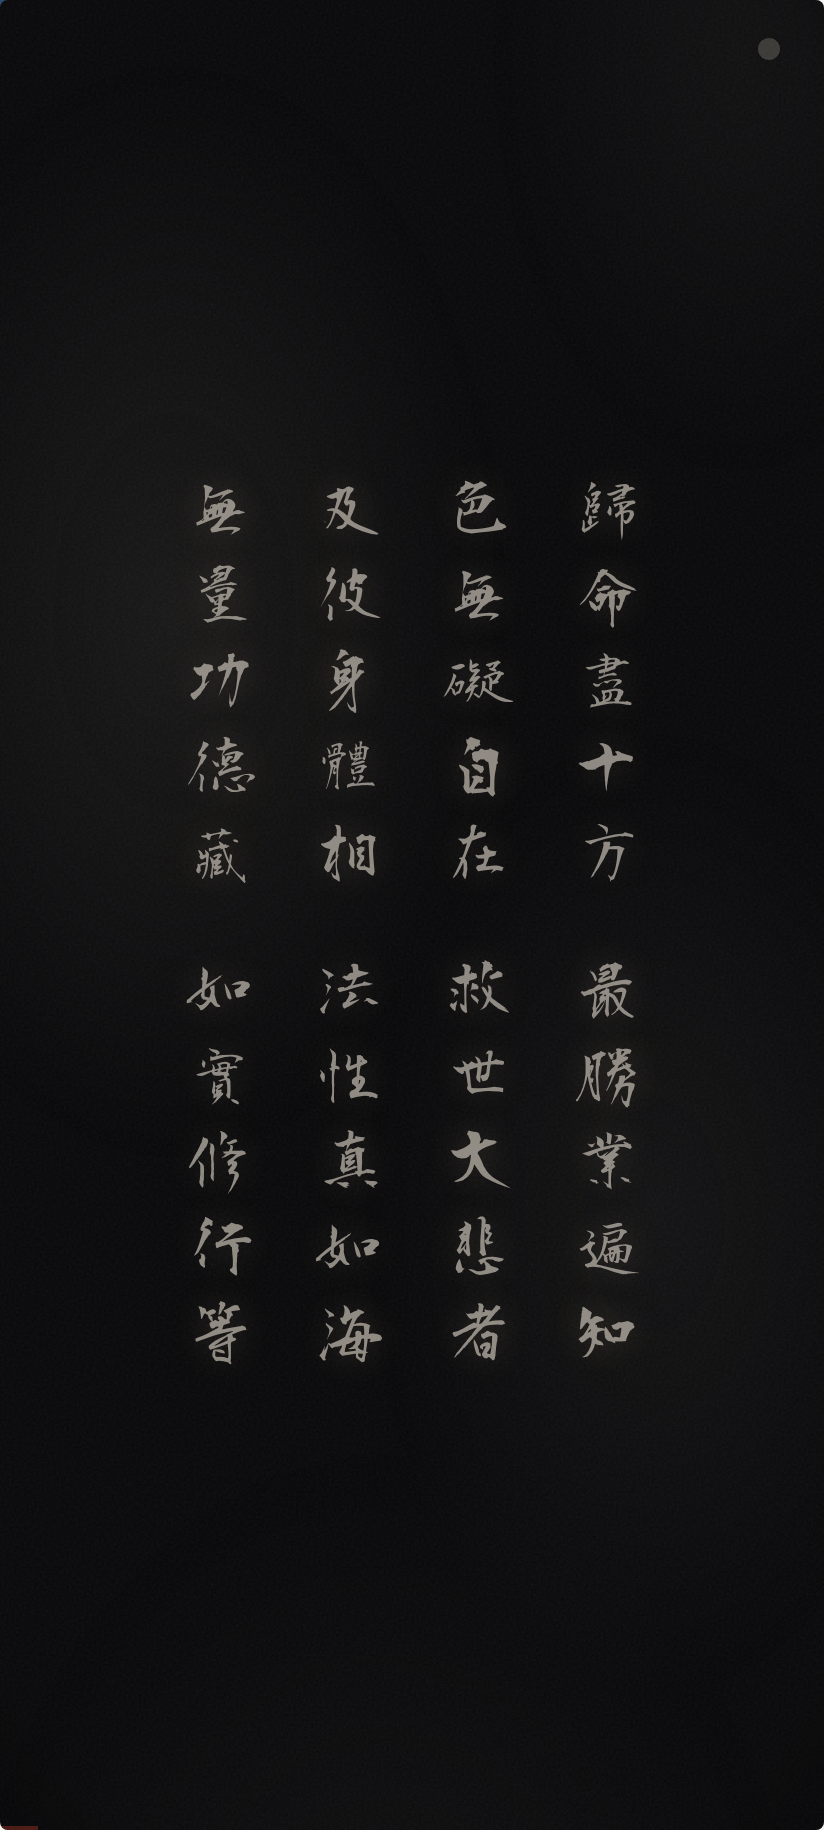 歸命盡十方 最勝業遍知
色無礙自在 救世大悲者
及彼身體相 法性真如海
無量功德藏 如實修行等